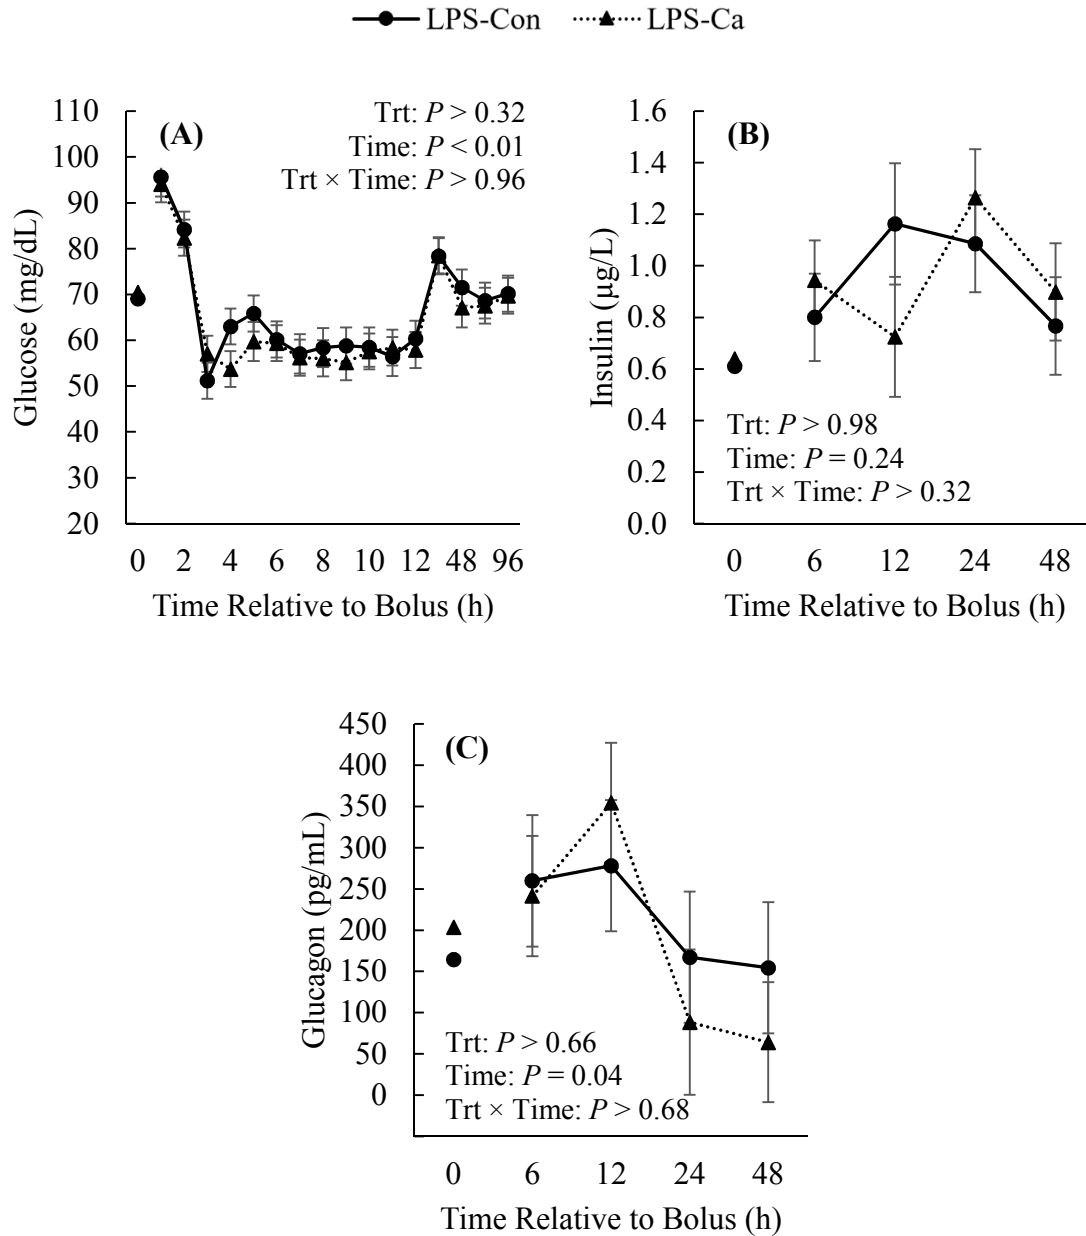 LPS-Con LPS-Ca
(A)
Trt: P > 0.32
Time: P < 0.01
Trt × Time: P > 0.96
Glucose (mg/dL)
110
100
90
80
70
60
50
40
30
20
0 2 4 6 8 10 12 48 96
Time Relative to Bolus (h)
(B)
Insulin (µg/L)
1.6
1.4
1.2
1.0
0.8
0.6
0.4
0.2
0.0
Trt: P > 0.98
Time: P = 0.24
Trt × Time: P > 0.32
0 6 12 24 48
Time Relative to Bolus (h)
(C)
Glucagon (pg/mL)
450
400
350
300
250
200
150
100
50
0
Trt: P > 0.66
Time: P = 0.04
Trt × Time: P > 0.68
0 6 12 24 48
Time Relative to Bolus (h)